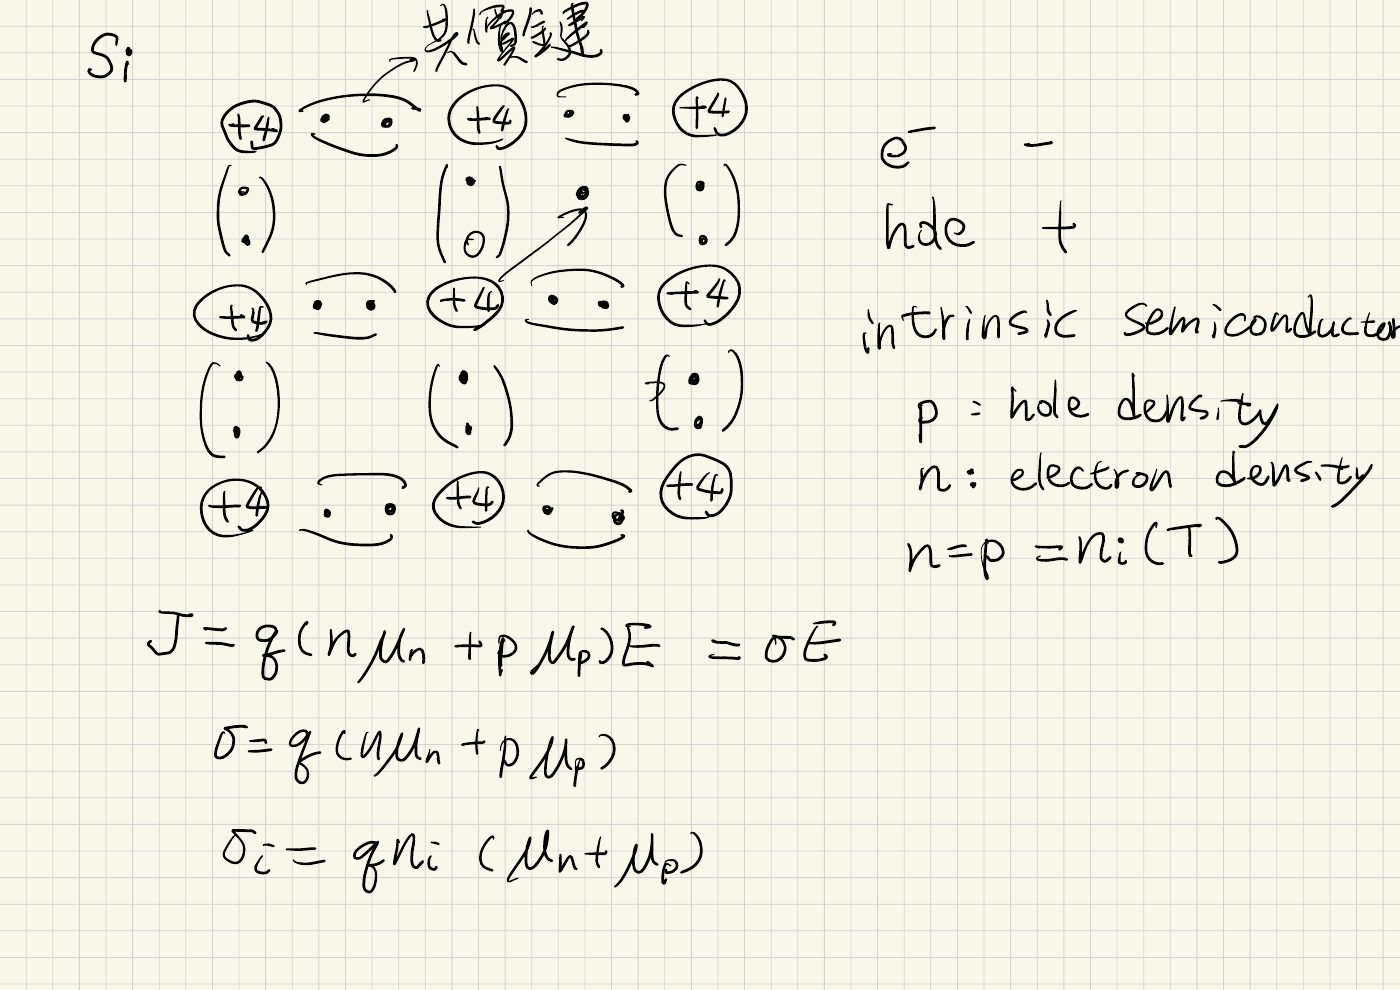 Si
共價鍵
+4 +4 +4
+4 +4 +4
+4 +4 +4
e⁻ -
hole +
intrinsic semiconductor
p : hole density
n : electron density
n=p =ni(T)
J = q(nμn + pμp)E = σE
σ= q(nμn + pμp)
σi = qni (μn+μp)